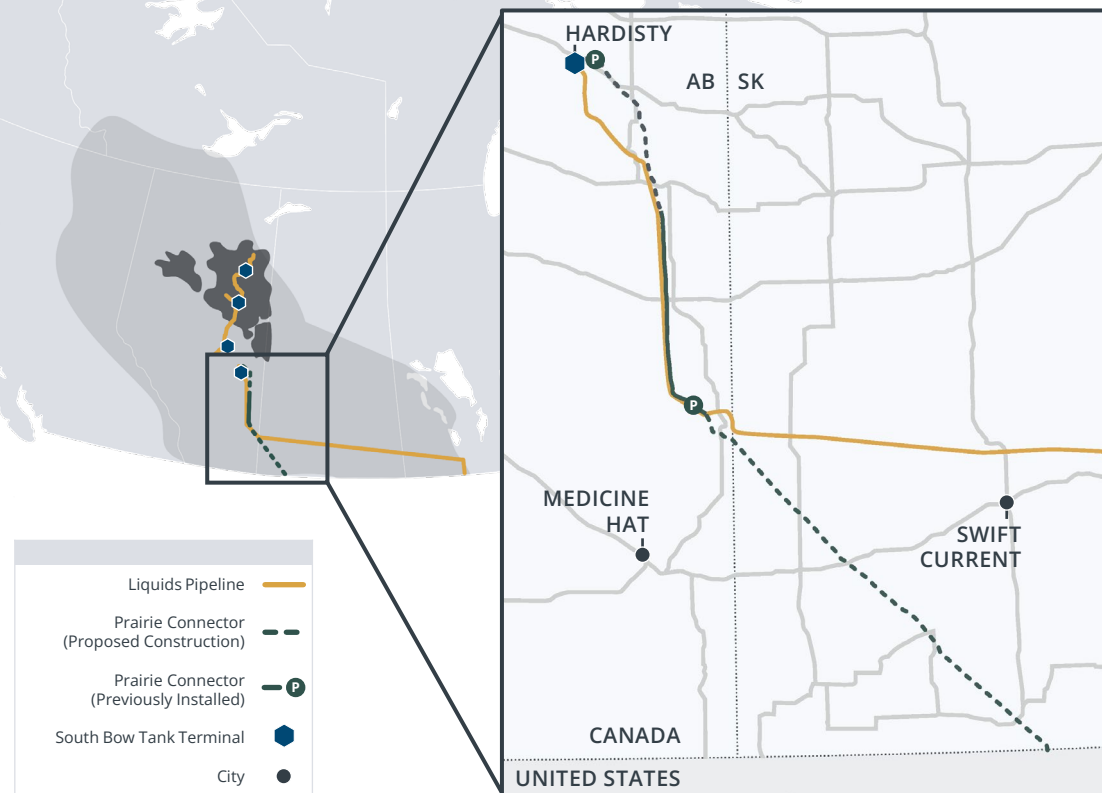 HARDISTY
P
AB
SK
P
MEDICINE
HAT
SWIFT
CURRENT
CANADA
UNITED STATES
Liquids Pipeline
Prairie Connector
(Proposed Construction)
Prairie Connector
(Previously Installed)
P
South Bow Tank Terminal
City